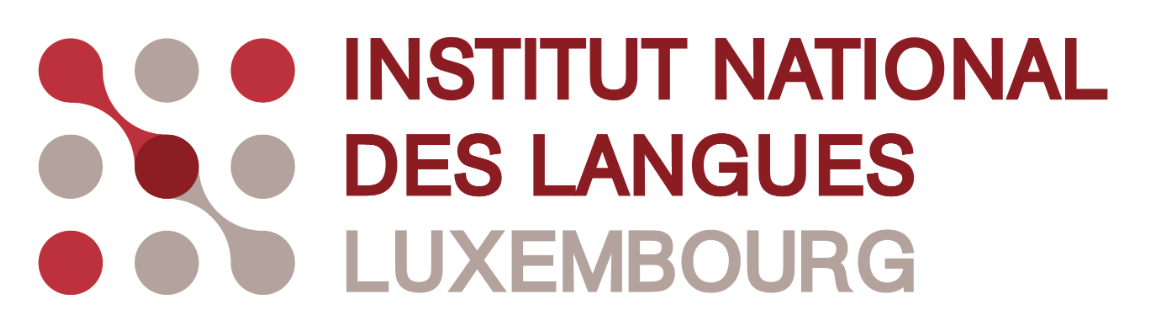 INSTITUT NATIONAL
DES LANGUES
LUXEMBOURG